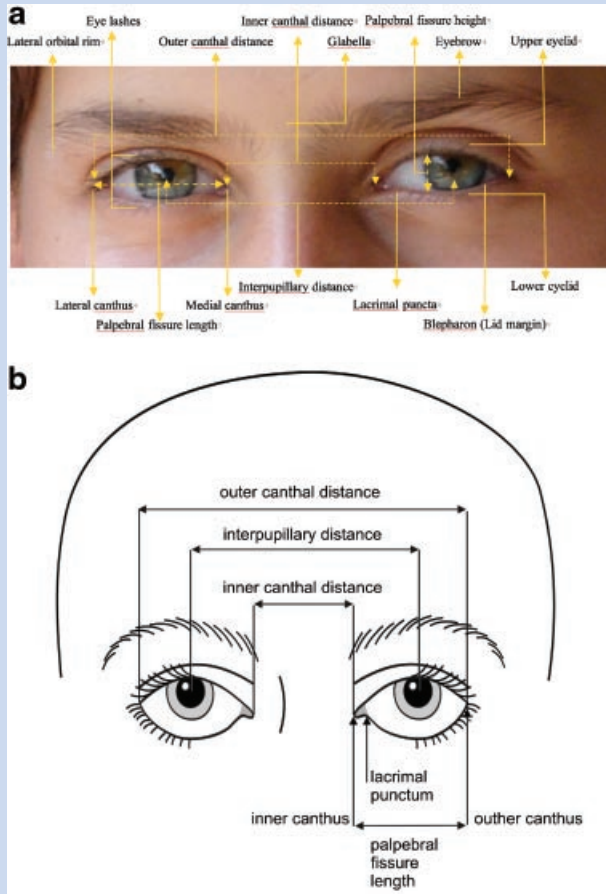 a
Eye lashes Inner canthal distance Palpebral fissure height
Lateral orbital rim Outer canthal distance Glabella Eyebrow Upper eyelid
Interpupillary distance Lower eyelid
Lateral canthus Medial canthus Lacrimal puncta
Palpebral fissure length Blepharon (Lid margin)
b
outer canthal distance
interpupillary distance
inner canthal distance
lacrimal
punctum
inner canthus outher canthus
palpebral
fissure
length